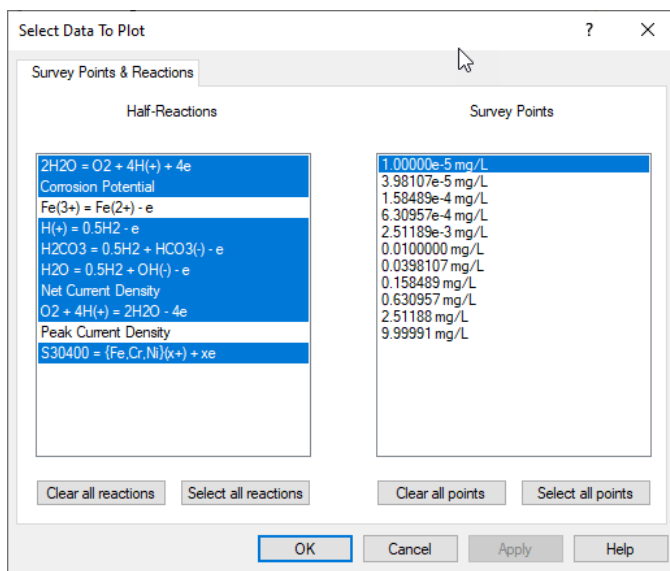 Select Data To Plot
?
Survey Points & Reactions
Half-Reactions
2H2O = O2 + 4H(+) + 4e
Corrosion Potential
Fe(3+) = Fe(2+) - e
H(+) = 0.5H2 - e
H2CO3 = 0.5H2 + HCO3(-) - e
H2O = 0.5H2 + OH(-) - e
Net Current Density
O2 + 4H(+) = 2H2O - 4e
Peak Current Density
S30400 = {Fe,Cr,Ni}(x+) + xe
Clear all reactions
Select all reactions
Survey Points
1.00000e-5 mg/L
3.98107e-5 mg/L
1.58489e-4 mg/L
6.30957e-4 mg/L
2.51189e-3 mg/L
0.0100000 mg/L
0.0398107 mg/L
0.158489 mg/L
0.630957 mg/L
2.51188 mg/L
9.99991 mg/L
Clear all points
Select all points
OK
Cancel
Apply
Help